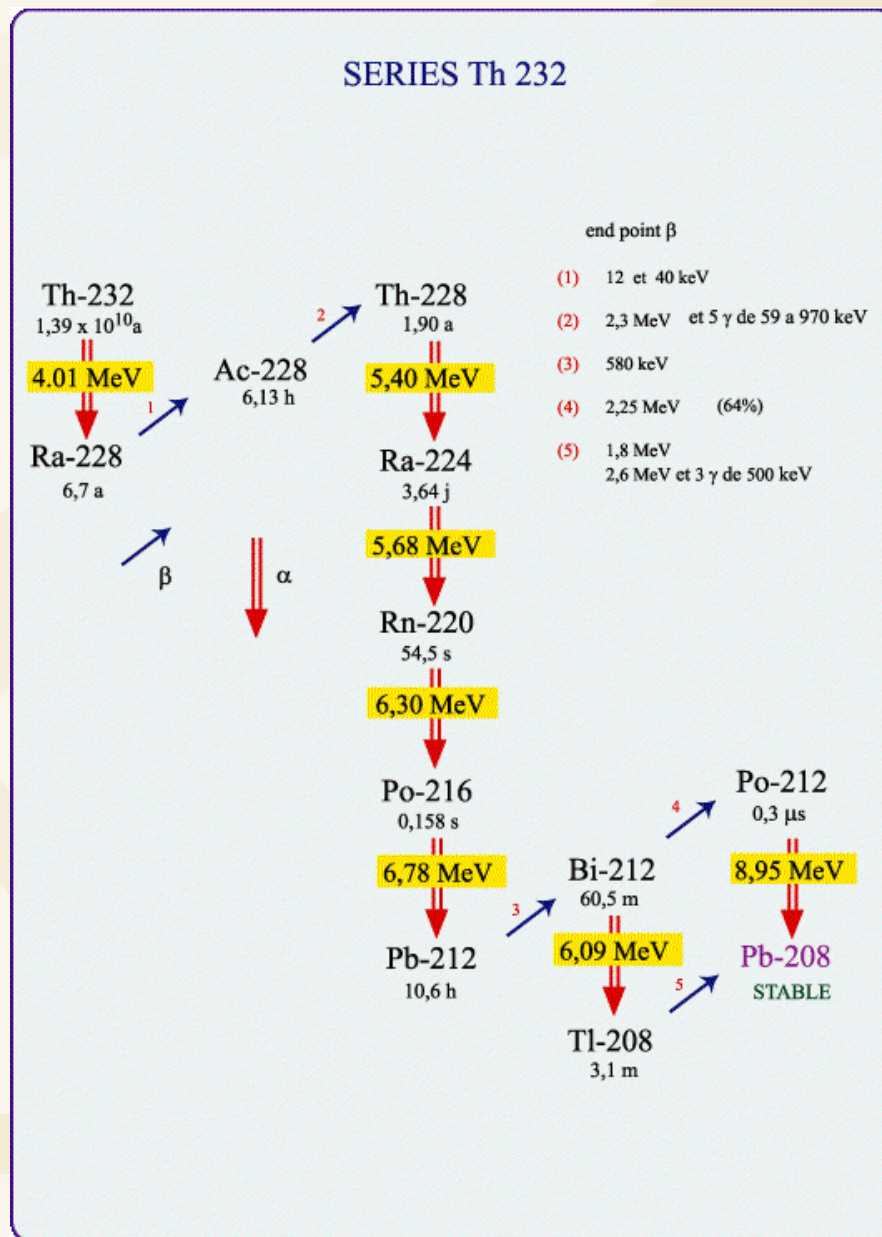 SERIES Th 232
end point β
(1) 12 et 40 keV
(2) 2,3 MeV et 5 γ de 59 a 970 keV
(3) 580 keV
(4) 2,25 MeV (64%)
(5) 1,8 MeV
2,6 MeV et 3 γ de 500 keV
Th-232
1,39 x 10¹⁰a
4.01 MeV
Ra-228
6,7 a
1
Ac-228
6,13 h
2
Th-228
1,90 a
5,40 MeV
Ra-224
3,64 j
5,68 MeV
β
α
Rn-220
54,5 s
6,30 MeV
Po-216
0,158 s
6,78 MeV
Pb-212
10,6 h
3
Bi-212
60,5 m
6,09 MeV
Tl-208
3,1 m
4
Po-212
0,3 µs
8,95 MeV
5
Pb-208
STABLE